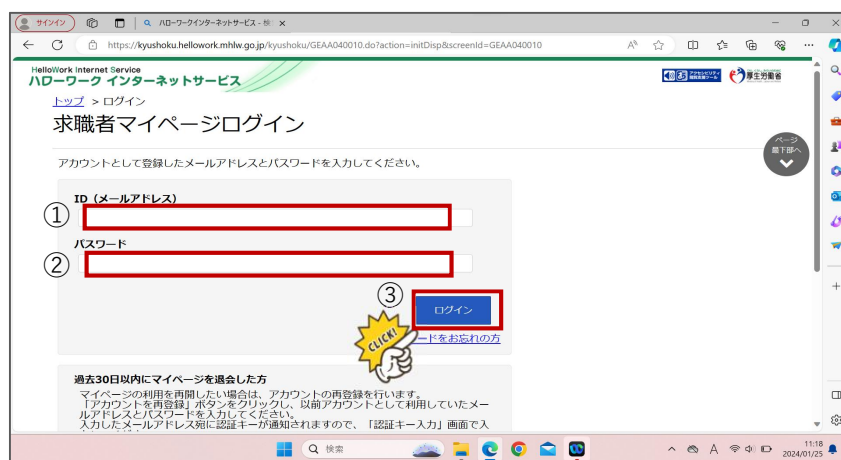 サインイン
ハローワークインターネットサービス - 検
https://kyushoku.hellowork.mhlw.go.jp/kyushoku/GEAA040010.do?action=initDisp&screenId=GEAA040010
HelloWork Internet Service
ハローワーク インターネットサービス
厚生労働省
トップ > ログイン
求職者マイページログイン
ページ
最下部へ
アカウントとして登録したメールアドレスとパスワードを入力してください。
ID（メールアドレス）
①
パスワード
②
③
ログイン
CLICK!
ードをお忘れの方
過去30日以内にマイページを退会した方
マイページの利用を再開したい場合は、アカウントの再登録を行います。
「アカウントを再登録」ボタンをクリックし、以前アカウントとして利用していたメー
ルアドレスとパスワードを入力してください。
入力したメールアドレス宛に認証キーが通知されますので、「認証キー入力」画面で入
検索
A
11:18
2024/01/25